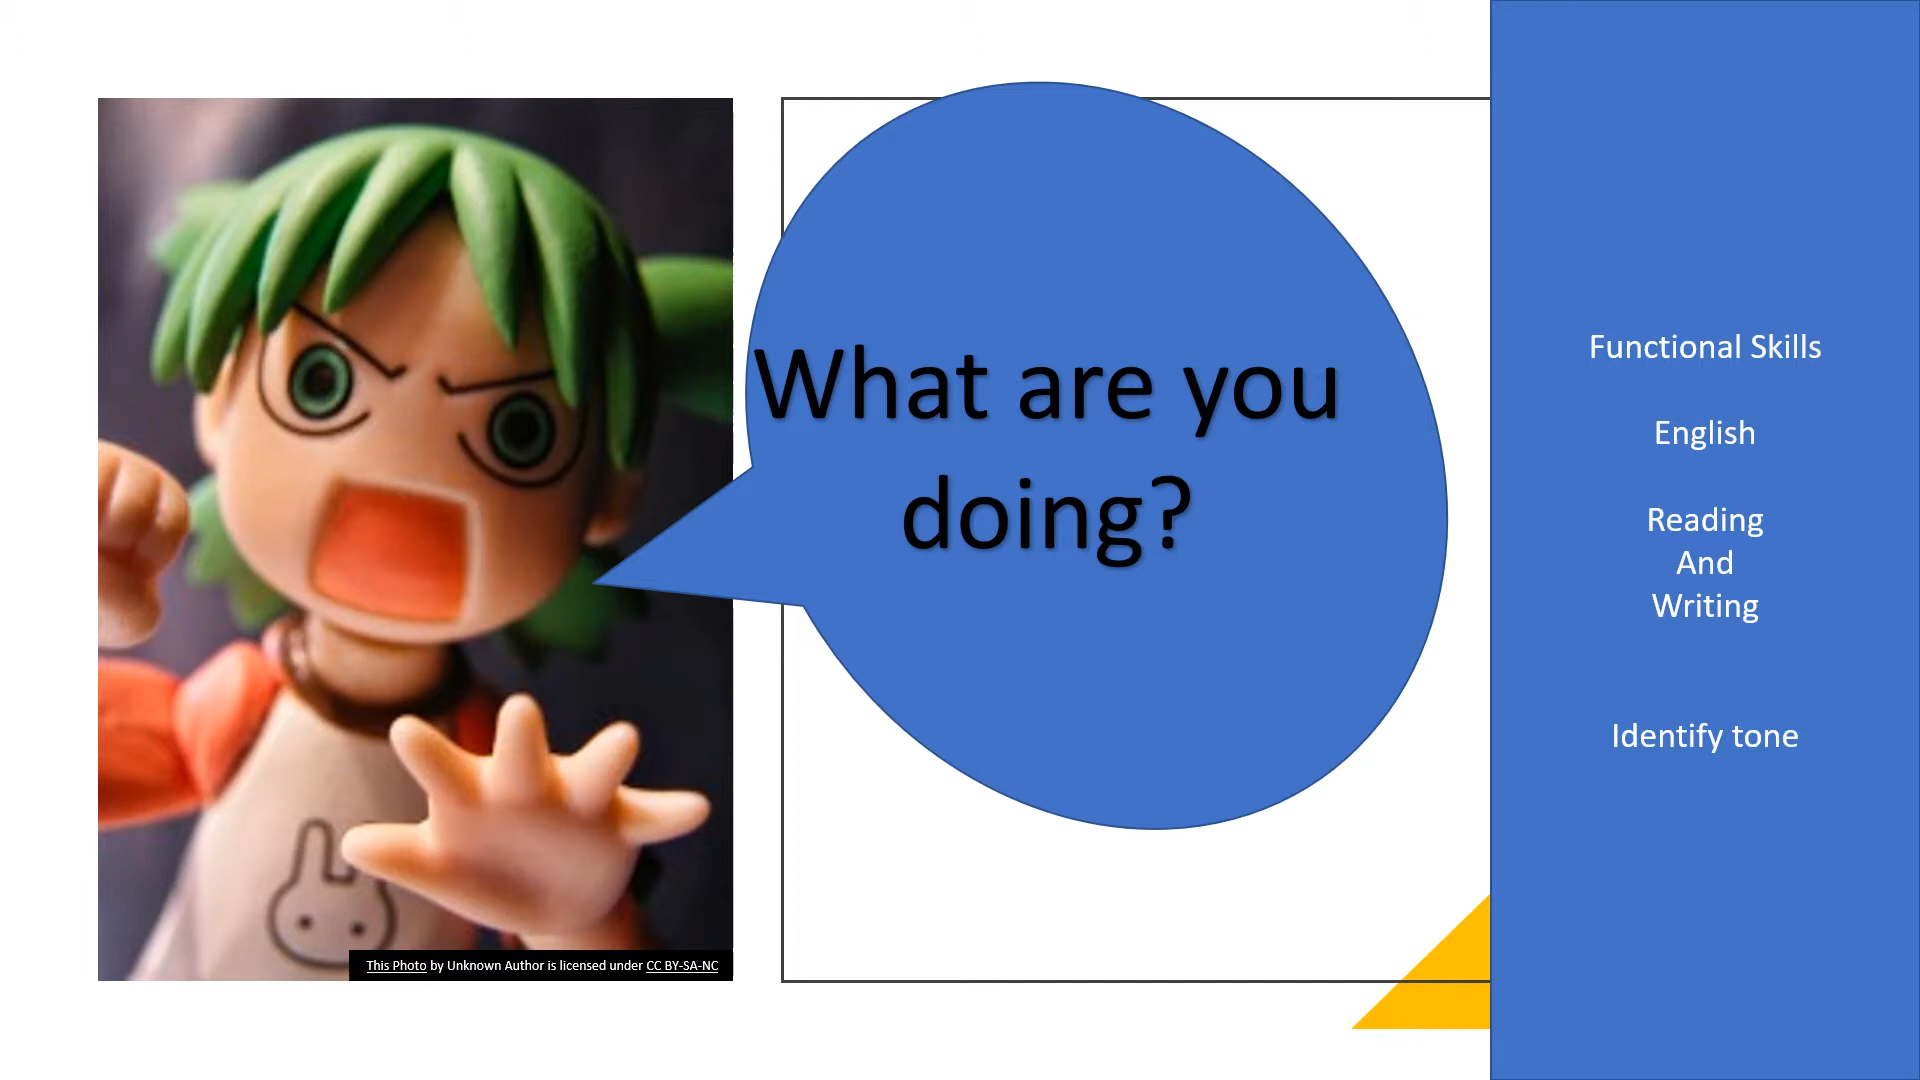 What are you
doing?
This Photo by Unknown Author is licensed under CC BY-SA-NC
Functional Skills
English
Reading
And
Writing
Identify tone